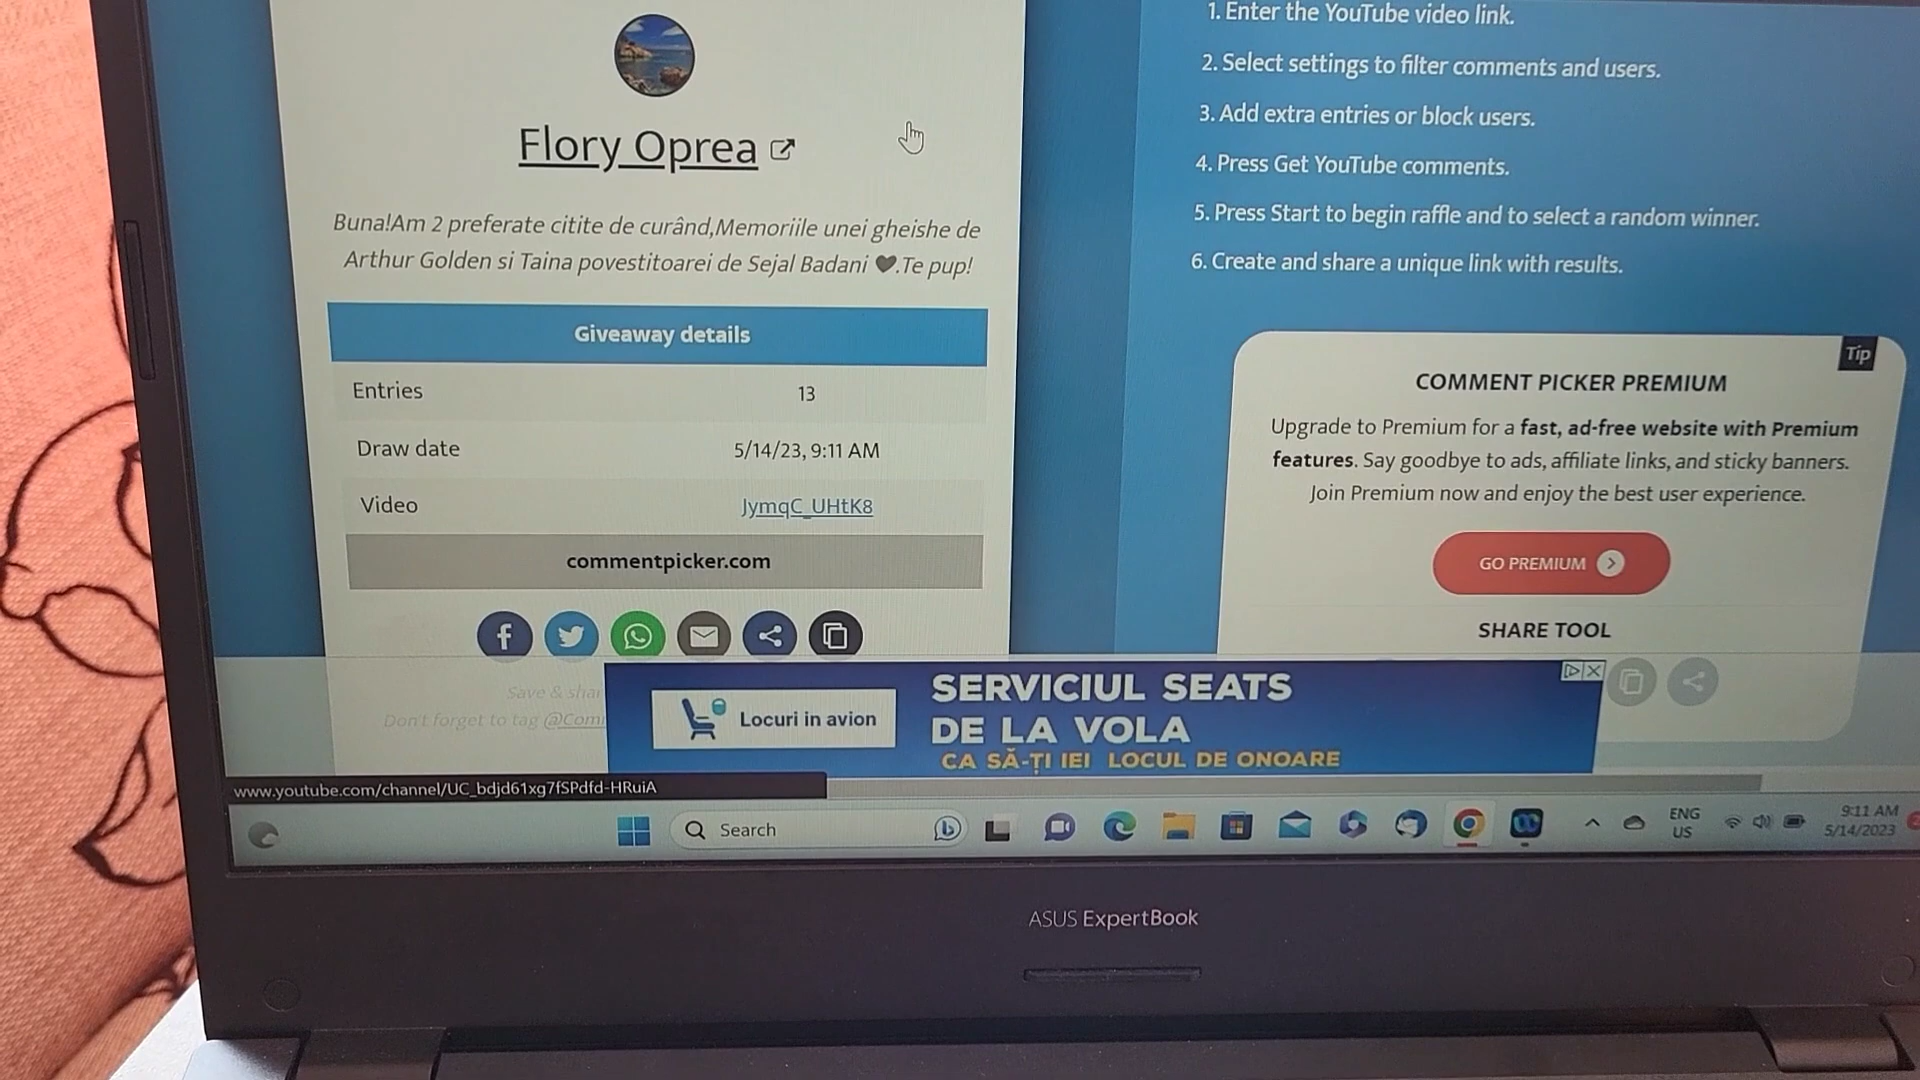 Flory Oprea
Buna!Am 2 preferate citite de curând,Memoriile unei gheishe de
Arthur Golden si Taina povestitoarei de Sejal Badani ♥.Te pup!
Giveaway details
Entries 13
Draw date 5/14/23, 9:11 AM
Video JymqC_UHtK8
commentpicker.com
Save & shar
Don't forget to tag @Com
1. Enter the YouTube video link.
2. Select settings to filter comments and users.
3. Add extra entries or block users.
4. Press Get YouTube comments.
5. Press Start to begin raffle and to select a random winner.
6. Create and share a unique link with results.
Tip
COMMENT PICKER PREMIUM
Upgrade to Premium for a fast, ad-free website with Premium
features. Say goodbye to ads, affiliate links, and sticky banners.
Join Premium now and enjoy the best user experience.
GO PREMIUM
SHARE TOOL
Locuri in avion
SERVICIUL SEATS
DE LA VOLA
CA SĂ-ȚI IEI LOCUL DE ONOARE
www.youtube.com/channel/UC_bdjd61xg7fSPdfd-HRuiA
Search
ENG
US
9:11 AM
5/14/2023
ASUS ExpertBook